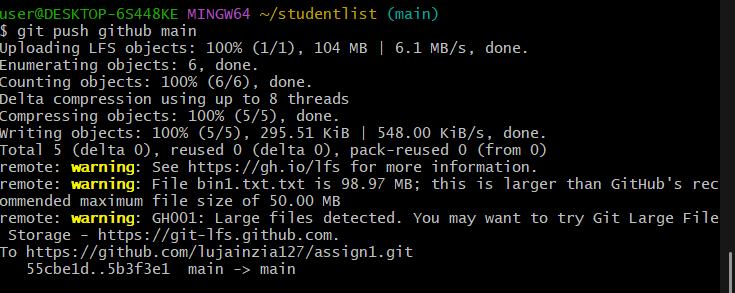 user@DESKTOP-6S448KE MINGW64 ~/studentlist (main)
$ git push github main
Uploading LFS objects: 100% (1/1), 104 MB | 6.1 MB/s, done.
Enumerating objects: 6, done.
Counting objects: 100% (6/6), done.
Delta compression using up to 8 threads
Compressing objects: 100% (5/5), done.
Writing objects: 100% (5/5), 295.51 KiB | 548.00 KiB/s, done.
Total 5 (delta 0), reused 0 (delta 0), pack-reused 0 (from 0)
remote: warning: See https://gh.io/lfs for more information.
remote: warning: File bin1.txt.txt is 98.97 MB; this is larger than GitHub's rec
ommended maximum file size of 50.00 MB
remote: warning: GH001: Large files detected. You may want to try Git Large File
 Storage - https://git-lfs.github.com.
To https://github.com/lujainzia127/assign1.git
   55cbe1d..5b3f3e1  main -> main